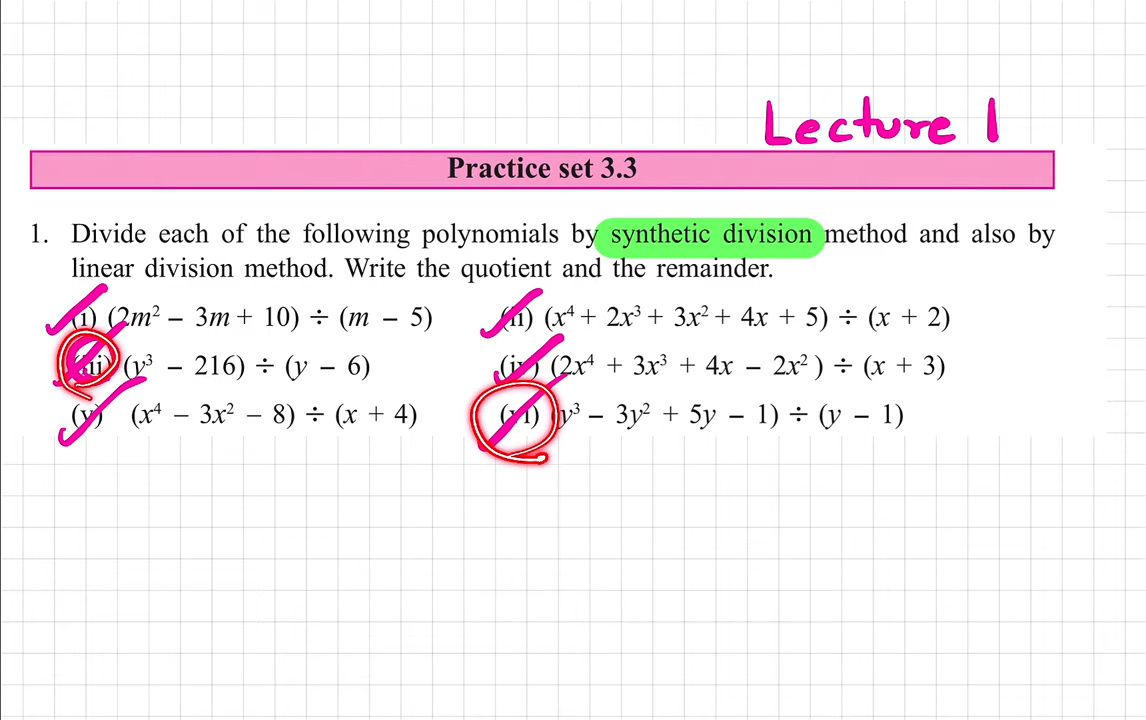 Lecture 1
Practice set 3.3
1. Divide each of the following polynomials by synthetic division method and also by
linear division method. Write the quotient and the remainder.
(i) (2m² – 3m + 10) ÷ (m – 5) (ii) (x⁴ + 2x³ + 3x² + 4x + 5) ÷ (x + 2)
(iii) (y³ – 216) ÷ (y – 6) (iv) (2x⁴ + 3x³ + 4x – 2x² ) ÷ (x + 3)
(v) (x⁴ – 3x² – 8) ÷ (x + 4) (vi) (y³ – 3y² + 5y – 1) ÷ (y – 1)